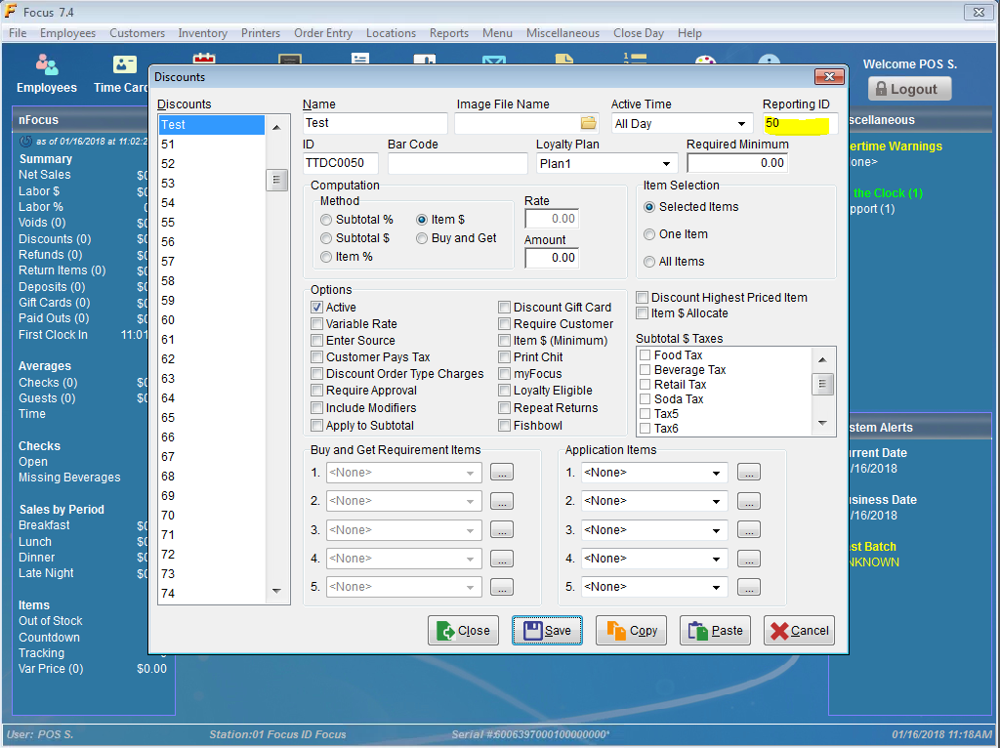 Focus 7.4
File Employees Customers Inventory Printers Order Entry Locations Reports Menu Miscellaneous Close Day Help
Employees
Time Car
Welcome POS S.
Logout
nFocus
as of 01/16/2018 at 11:02:2
Summary
Net Sales $0
Labor $ $0
Labor % 0
Voids (0) $0
Discounts (0) $0
Refunds (0) $0
Return Items (0) $0
Deposits (0) $0
Gift Cards (0) $0
Paid Outs (0) $0
First Clock In 11:01
Averages
Checks (0) $0
Guests (0) $0
Time
Checks
Open
Missing Beverages
Sales by Period
Breakfast $0
Lunch $0
Dinner $0
Late Night $0
Items
Out of Stock
Countdown
Tracking
Var Price (0) $0.00
Discounts
Discounts
Test
51
52
53
54
55
56
57
58
59
60
61
62
63
64
65
66
67
68
69
70
71
72
73
74
Name
Test
Image File Name
Active Time
All Day
Reporting ID
50
ID
TTDC0050
Bar Code
Loyalty Plan
Plan1
Required Minimum
0.00
Computation
Method
Subtotal %
Subtotal $
Item %
Item $
Buy and Get
Rate
0.00
Amount
0.00
Item Selection
Selected Items
One Item
All Items
Options
Active
Variable Rate
Enter Source
Customer Pays Tax
Discount Order Type Charges
Require Approval
Include Modifiers
Apply to Subtotal
Discount Gift Card
Require Customer
Item $ (Minimum)
Print Chit
myFocus
Loyalty Eligible
Repeat Returns
Fishbowl
Discount Highest Priced Item
Item $ Allocate
Subtotal $ Taxes
Food Tax
Beverage Tax
Retail Tax
Soda Tax
Tax5
Tax6
Buy and Get Requirement Items
1. <None> ...
2. <None> ...
3. <None> ...
4. <None> ...
5. <None> ...
Application Items
1. <None> ...
2. <None> ...
3. <None> ...
4. <None> ...
5. <None> ...
Close
Save
Copy
Paste
Cancel
scellaneous
ertime Warnings
one>
the Clock (1)
pport (1)
stem Alerts
rrent Date
/16/2018
siness Date
/16/2018
st Batch
NKNOWN
User: POS S.
Station:01 Focus ID Focus
Serial #:6006397000100000000*
01/16/2018 11:18AM